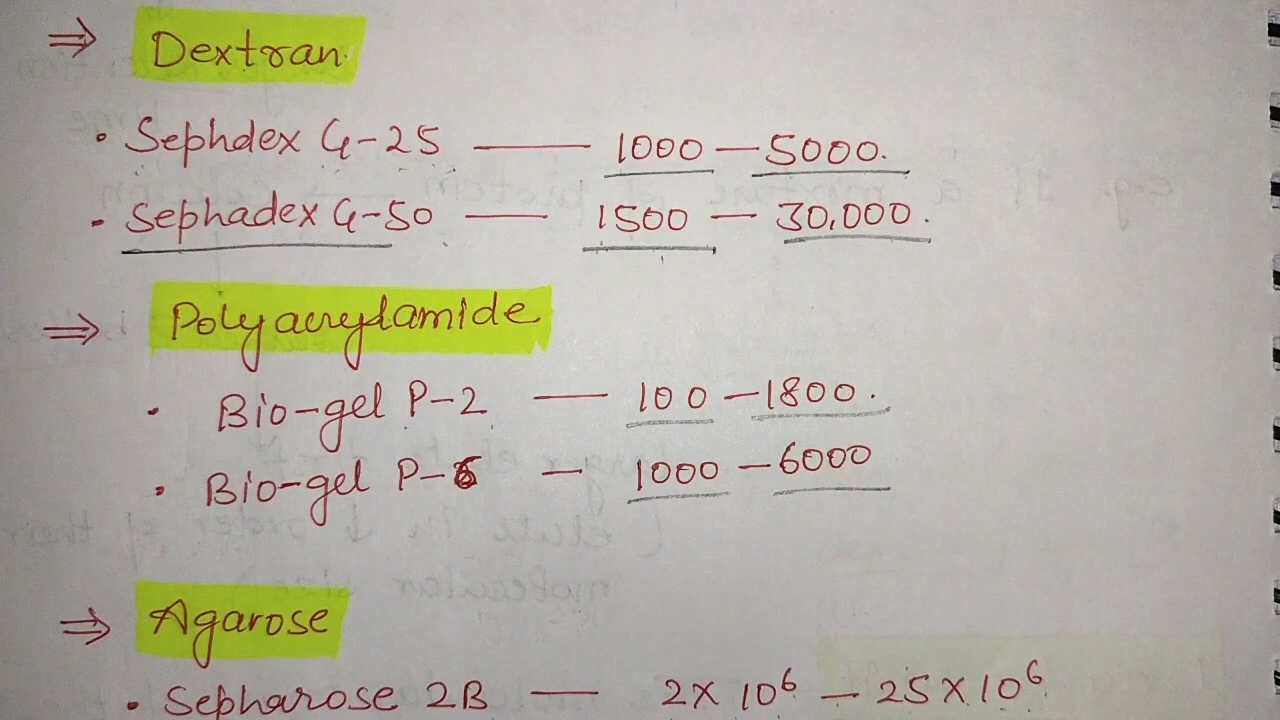 ⇒ Dextran
• Sephdex G-25 — 1000 — 5000.
• Sephadex G-50 — 1500 — 30,000.
⇒ Polyacrylamide
• Bio-gel P-2 — 100 — 1800.
• Bio-gel P-6 — 1000 — 6000
⇒ Agarose
• Sepharose 2B — 2 X 10⁶ — 25 X 10⁶